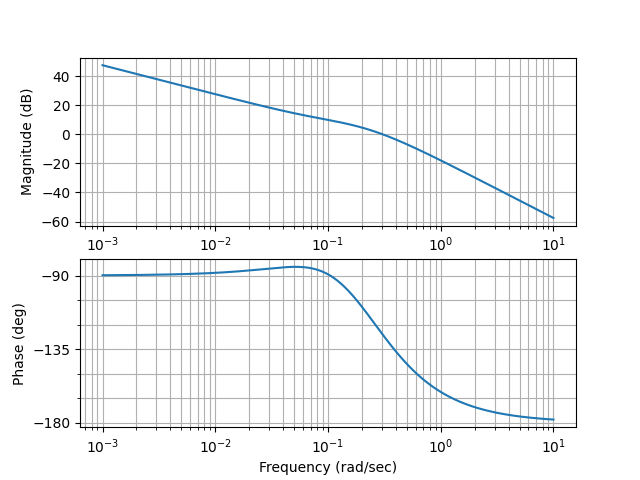 40
20
0
−20
−40
−60
Magnitude (dB)
10⁻³ 10⁻² 10⁻¹ 10⁰ 10¹
−90
−135
−180
Phase (deg)
10⁻³ 10⁻² 10⁻¹ 10⁰ 10¹
Frequency (rad/sec)